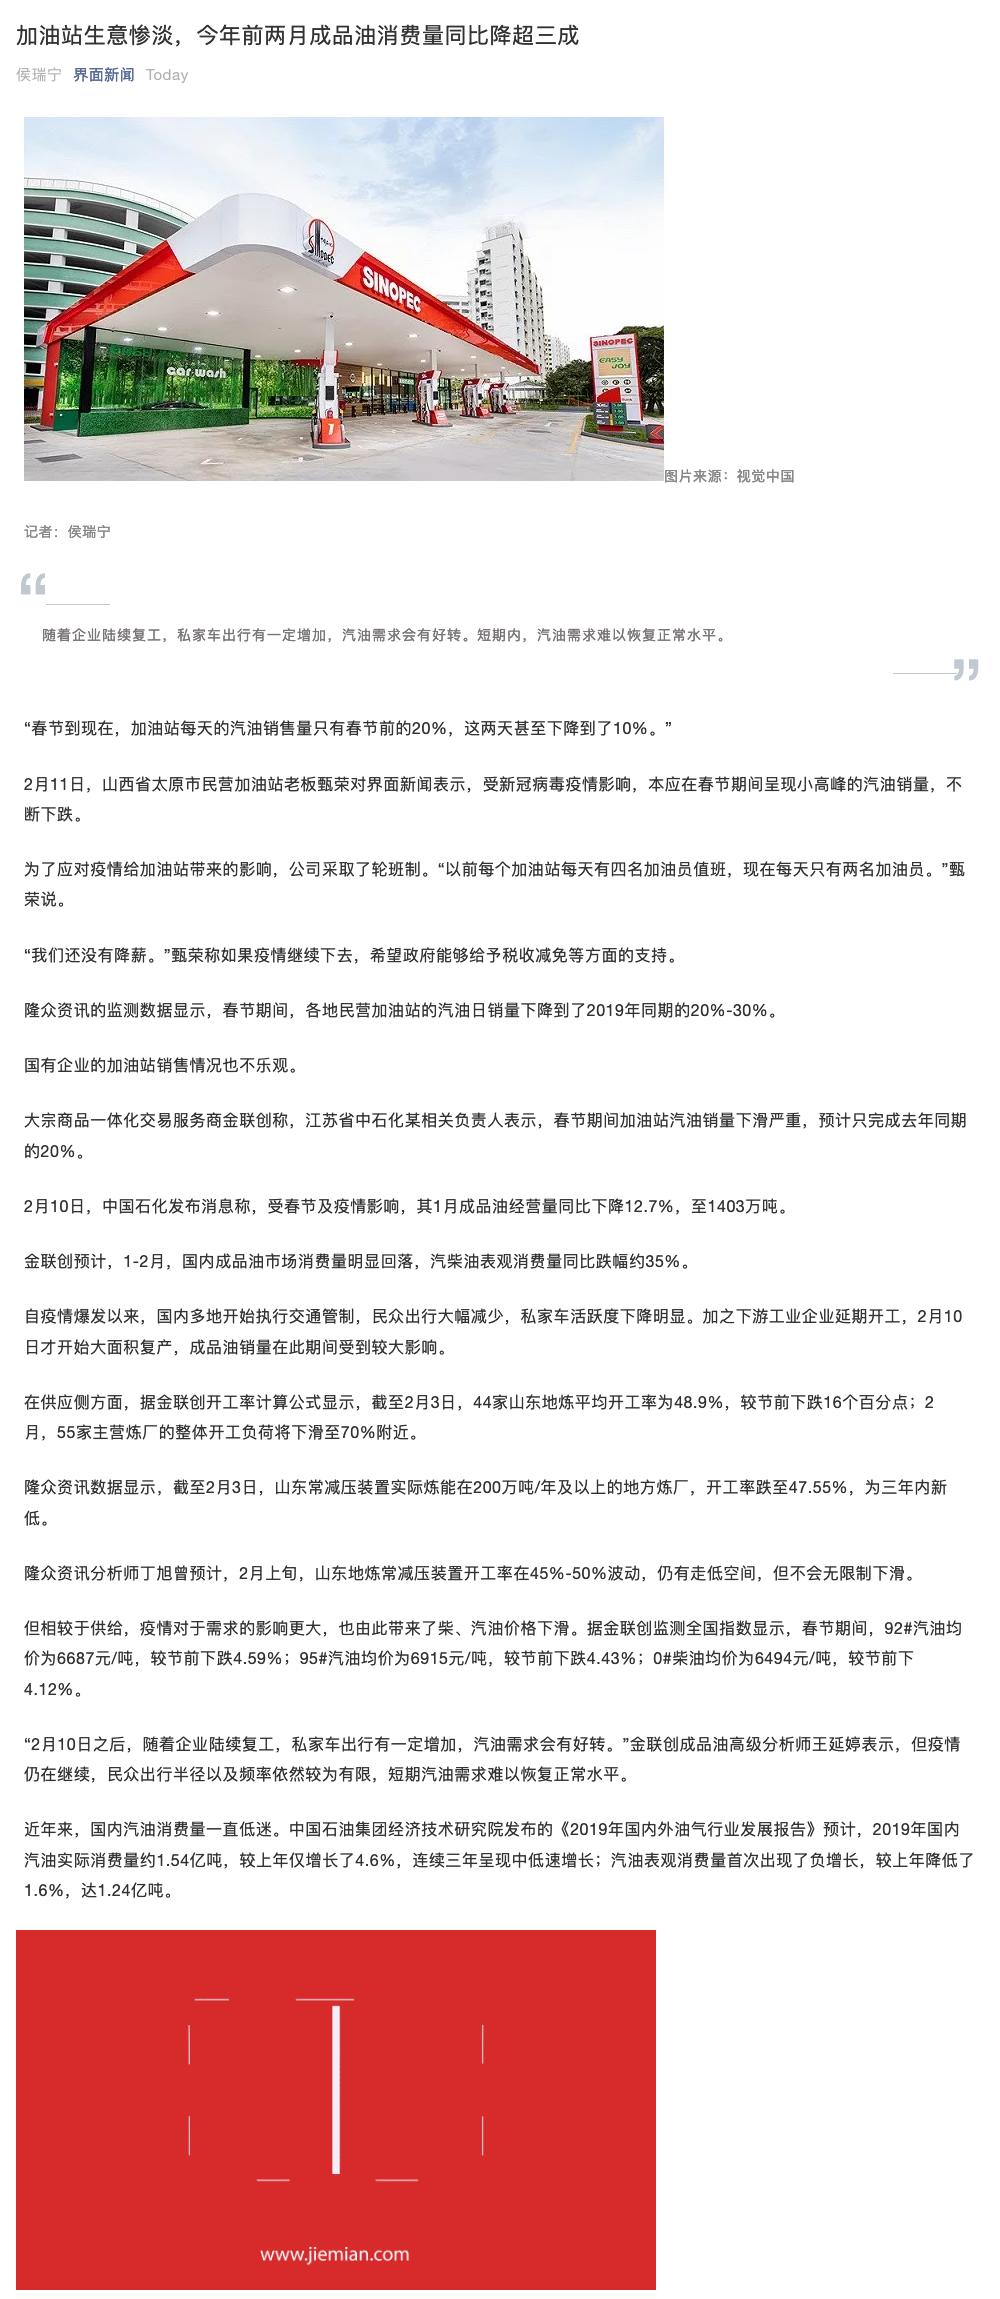 加油站生意惨淡，今年前两月成品油消费量同比降超三成
侯瑞宁 界面新闻 Today
SINOPEC
SINOPEC
SINOPEC
EASY
JOY
car wash
1
图片来源：视觉中国
记者：侯瑞宁
“
随着企业陆续复工，私家车出行有一定增加，汽油需求会有好转。短期内，汽油需求难以恢复正常水平。
”
“春节到现在，加油站每天的汽油销售量只有春节前的20%，这两天甚至下降到了10%。”
2月11日，山西省太原市民营加油站老板甄荣对界面新闻表示，受新冠病毒疫情影响，本应在春节期间呈现小高峰的汽油销量，不
断下跌。
为了应对疫情给加油站带来的影响，公司采取了轮班制。“以前每个加油站每天有四名加油员值班，现在每天只有两名加油员。”甄
荣说。
“我们还没有降薪。”甄荣称如果疫情继续下去，希望政府能够给予税收减免等方面的支持。
隆众资讯的监测数据显示，春节期间，各地民营加油站的汽油日销量下降到了2019年同期的20%-30%。
国有企业的加油站销售情况也不乐观。
大宗商品一体化交易服务商金联创称，江苏省中石化某相关负责人表示，春节期间加油站汽油销量下滑严重，预计只完成去年同期
的20%。
2月10日，中国石化发布消息称，受春节及疫情影响，其1月成品油经营量同比下降12.7%，至1403万吨。
金联创预计，1-2月，国内成品油市场消费量明显回落，汽柴油表观消费量同比跌幅约35%。
自疫情爆发以来，国内多地开始执行交通管制，民众出行大幅减少，私家车活跃度下降明显。加之下游工业企业延期开工，2月10
日才开始大面积复产，成品油销量在此期间受到较大影响。
在供应侧方面，据金联创开工率计算公式显示，截至2月3日，44家山东地炼平均开工率为48.9%，较节前下跌16个百分点；2
月，55家主营炼厂的整体开工负荷将下滑至70%附近。
隆众资讯数据显示，截至2月3日，山东常减压装置实际炼能在200万吨/年及以上的地方炼厂，开工率跌至47.55%，为三年内新
低。
隆众资讯分析师丁旭曾预计，2月上旬，山东地炼常减压装置开工率在45%-50%波动，仍有走低空间，但不会无限制下滑。
但相较于供给，疫情对于需求的影响更大，也由此带来了柴、汽油价格下滑。据金联创监测全国指数显示，春节期间，92#汽油均
价为6687元/吨，较节前下跌4.59%；95#汽油均价为6915元/吨，较节前下跌4.43%；0#柴油均价为6494元/吨，较节前下
4.12%。
“2月10日之后，随着企业陆续复工，私家车出行有一定增加，汽油需求会有好转。”金联创成品油高级分析师王延婷表示，但疫情
仍在继续，民众出行半径以及频率依然较为有限，短期汽油需求难以恢复正常水平。
近年来，国内汽油消费量一直低迷。中国石油集团经济技术研究院发布的《2019年国内外油气行业发展报告》预计，2019年国内
汽油实际消费量约1.54亿吨，较上年仅增长了4.6%，连续三年呈现中低速增长；汽油表观消费量首次出现了负增长，较上年降低了
1.6%，达1.24亿吨。
www.jiemian.com